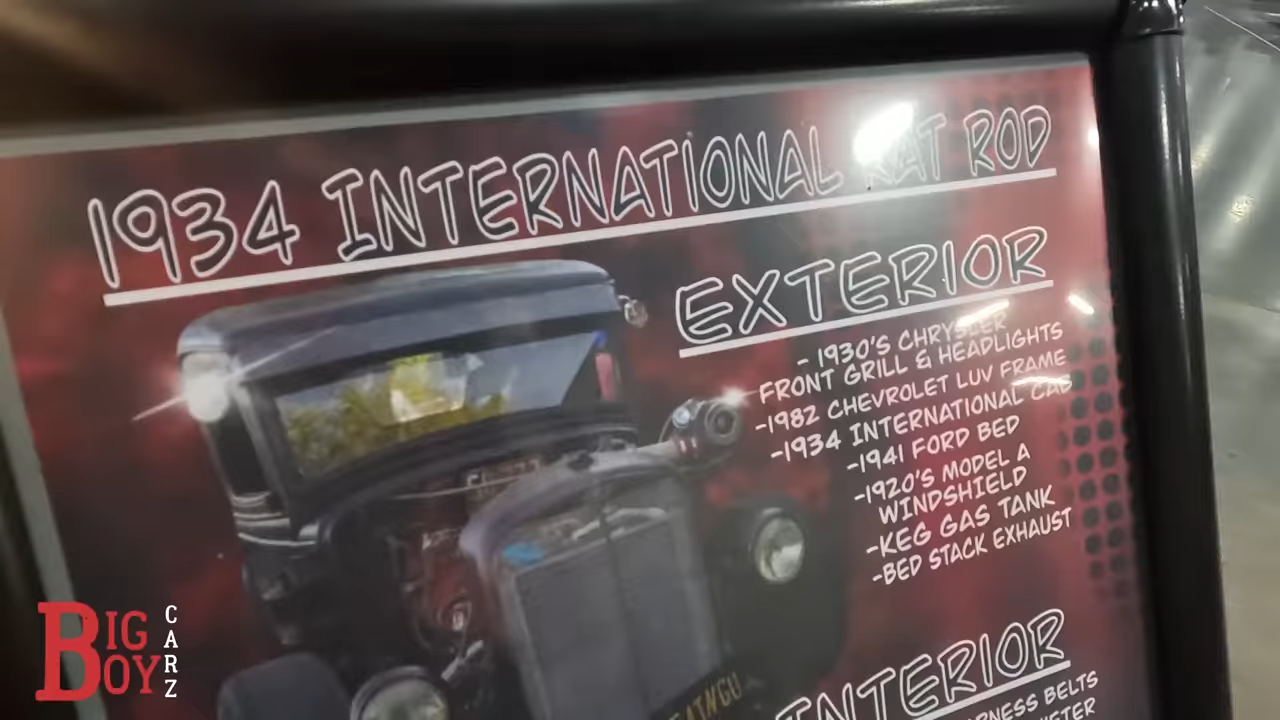 1934 INTERNATIONAL RAT ROD
EXTERIOR
- 1930'S CHRYSLER
FRONT GRILL & HEADLIGHTS
-1982 CHEVROLET LUV FRAME
-1934 INTERNATIONAL CAB
-1941 FORD BED
-1920'S MODEL A
WINDSHIELD
-KEG GAS TANK
-BED STACK EXHAUST
INTERIOR
BELTS
BIG BOY CARZ